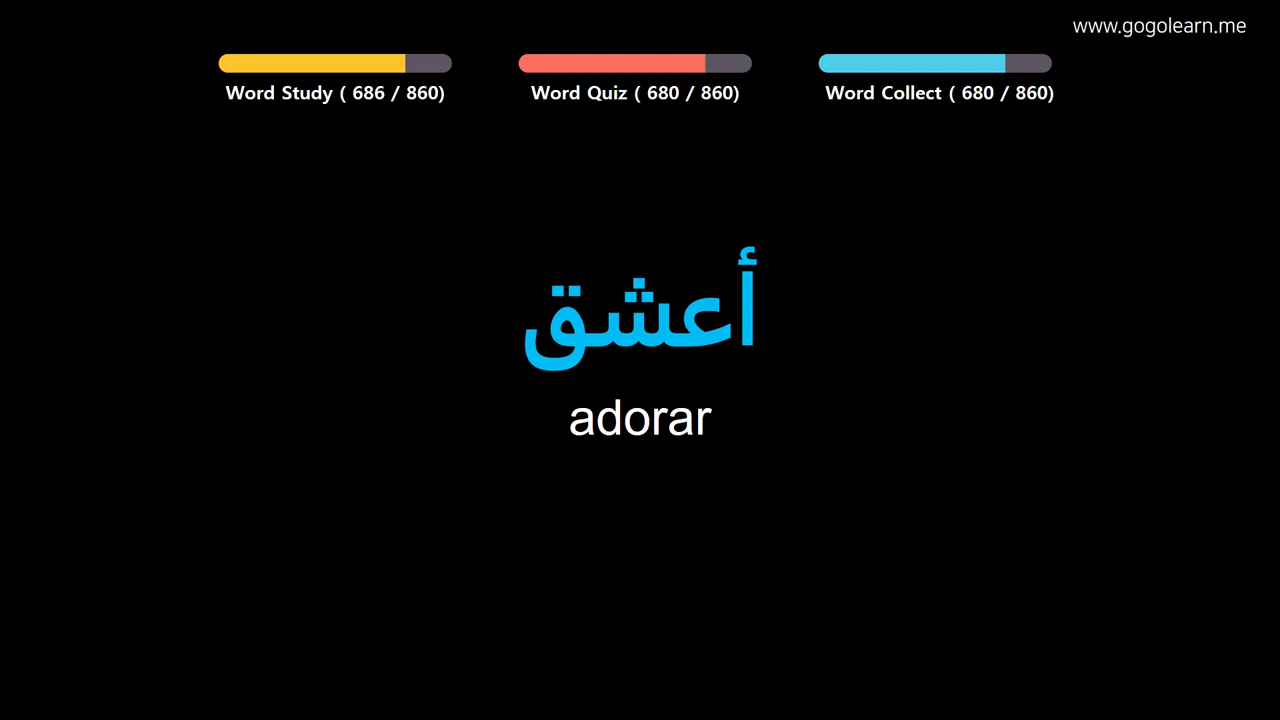 www.gogolearn.me
Word Study ( 686 / 860)
Word Quiz ( 680 / 860)
Word Collect ( 680 / 860)
أعشق
adorar